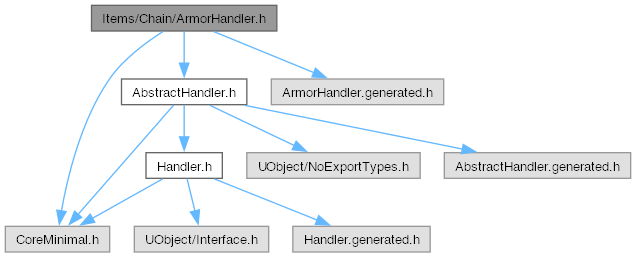 Items/Chain/ArmorHandler.h
AbstractHandler.h
ArmorHandler.generated.h
Handler.h
UObject/NoExportTypes.h
AbstractHandler.generated.h
CoreMinimal.h
UObject/Interface.h
Handler.generated.h